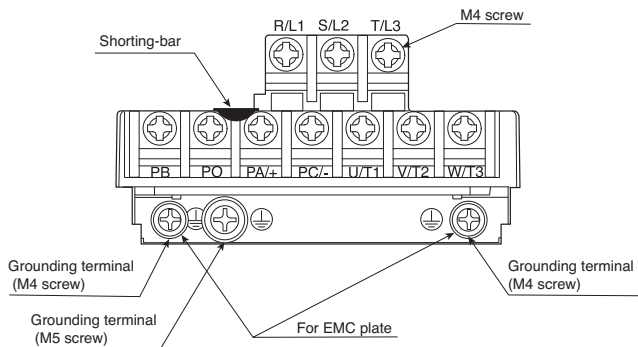 R/L1 S/L2 T/L3
M4 screw
Shorting-bar
PB PO PA/+ PC/- U/T1 V/T2 W/T3
Grounding terminal
(M4 screw)
Grounding terminal
(M5 screw)
For EMC plate
Grounding terminal
(M4 screw)